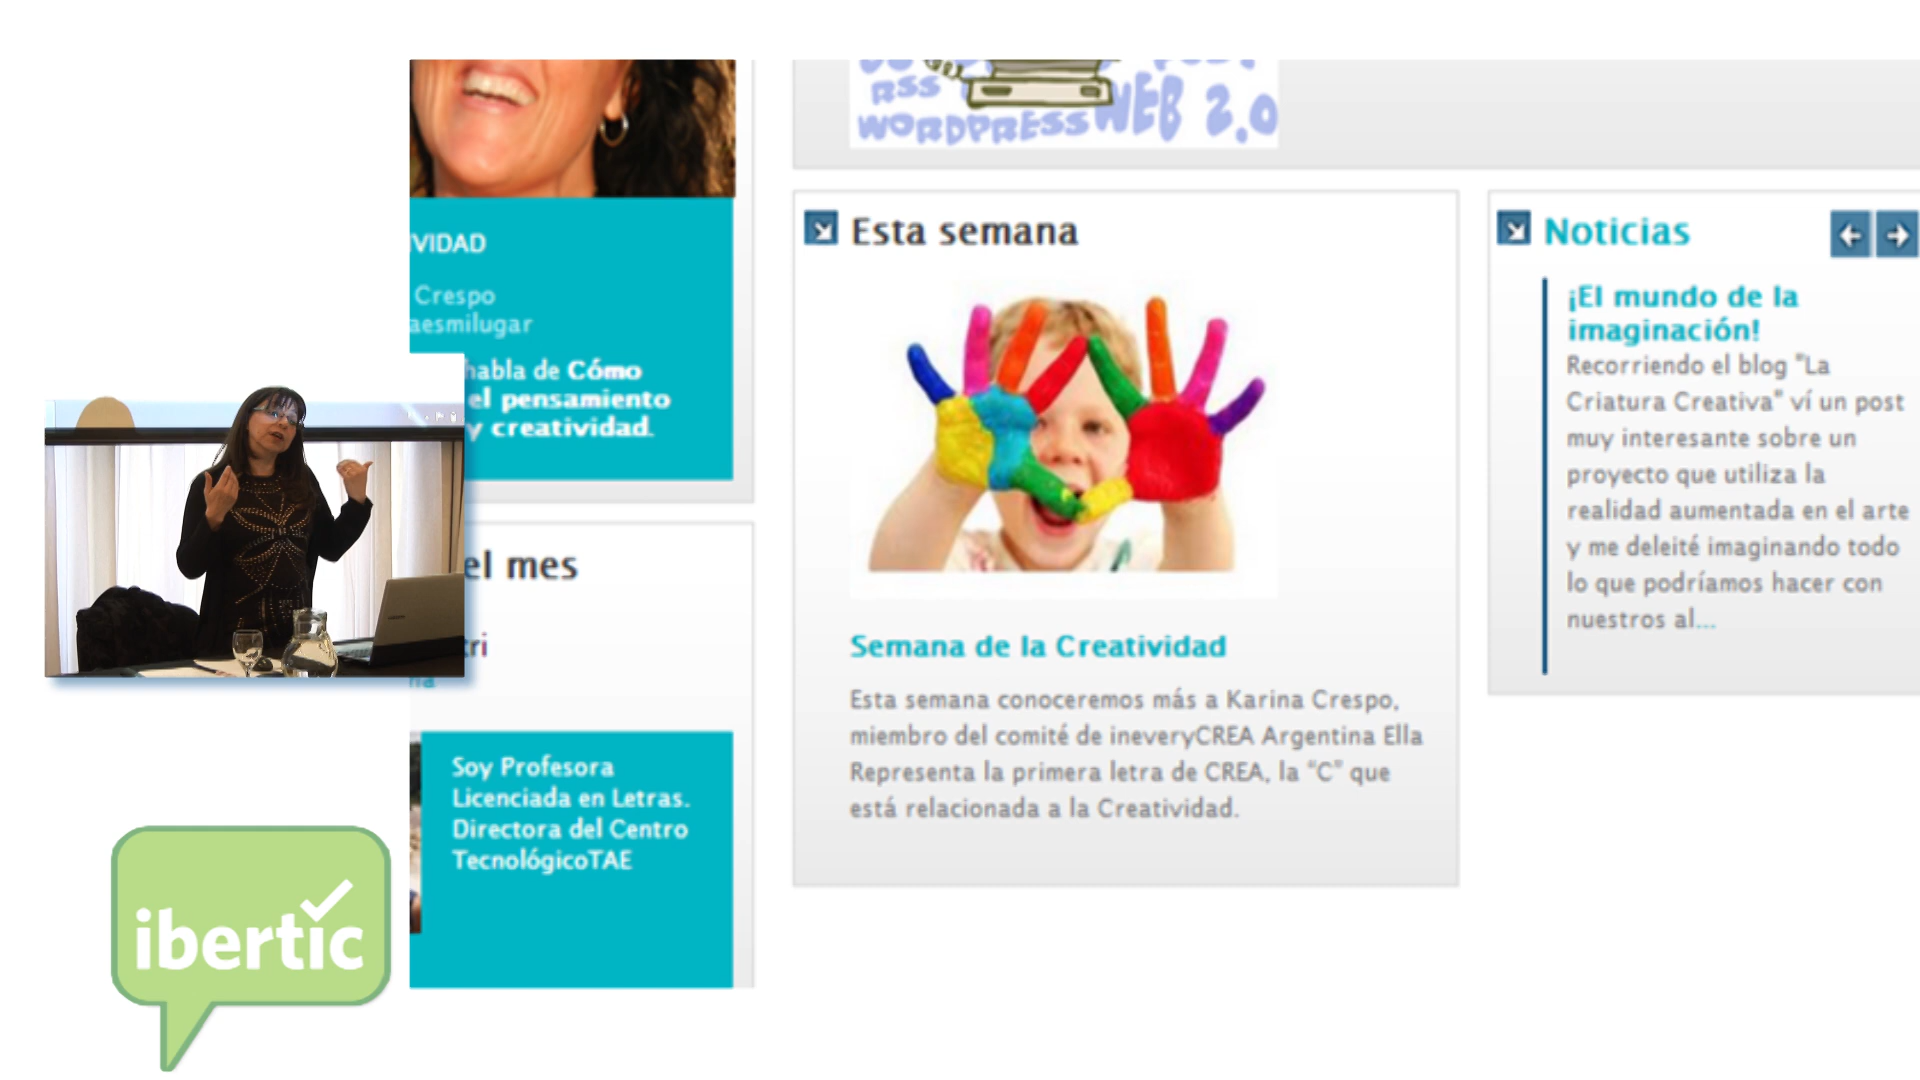 RSS
WORDPRESS WEB 2.0
VIDAD
Crespo
aesmilugar
habla de Cómo
el pensamiento
y creatividad.
el mes
tri
Soy Profesora
Licenciada en Letras.
Directora del Centro
TecnológicoTAE
Esta semana
Semana de la Creatividad
Esta semana conoceremos más a Karina Crespo,
miembro del comité de ineveryCREA Argentina Ella
Representa la primera letra de CREA, la "C" que
está relacionada a la Creatividad.
Noticias
¡El mundo de la
imaginación!
Recorriendo el blog "La
Criatura Creativa" ví un post
muy interesante sobre un
proyecto que utiliza la
realidad aumentada en el arte
y me deleité imaginando todo
lo que podríamos hacer con
nuestros al...
ibertic